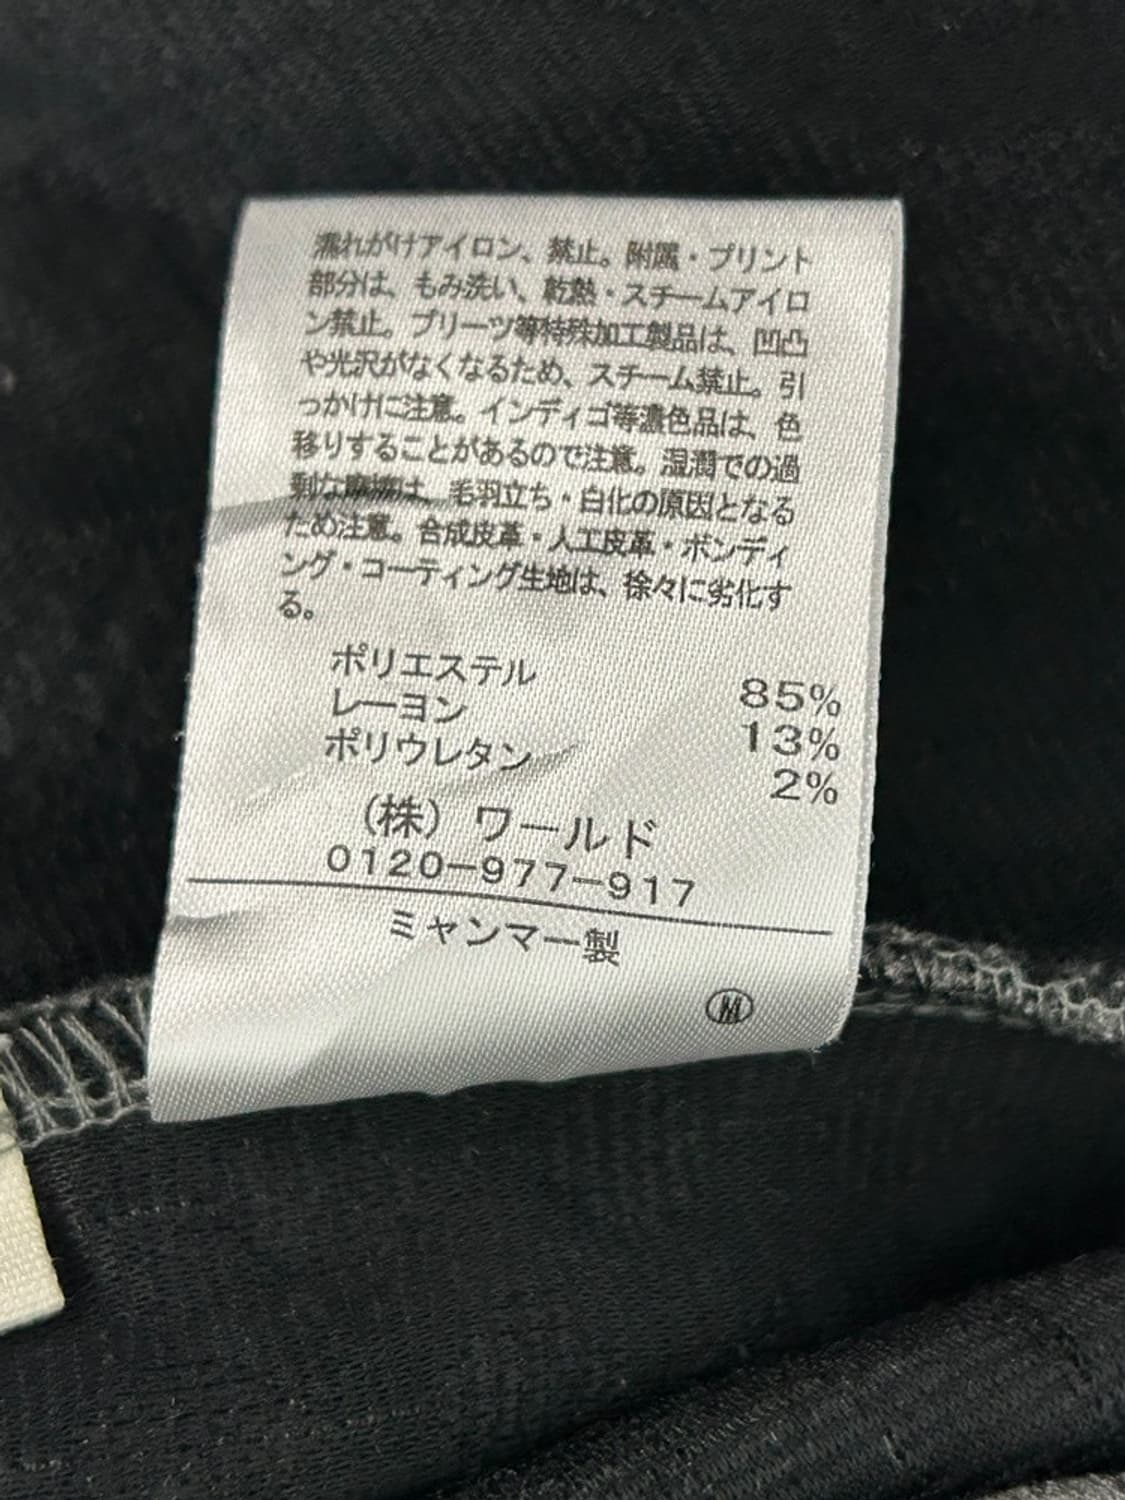 濡れがけアイロン、禁止。附属・プリント
部分は、もみ洗い、乾熱・スチームアイロ
ン禁止。プリーツ等特殊加工製品は、凹凸
や光沢がなくなるため、スチーム禁止。引
っかけに注意。インディゴ等濃色品は、色
移りすることがあるので注意。湿潤での過
剰な摩擦は、毛羽立ち・白化の原因となる
ため注意。合成皮革・人工皮革・ボンディ
ング・コーティング生地は、徐々に劣化す
る。
ポリエステル 85%
レーヨン 13%
ポリウレタン 2%
(株)ワールド
0120-977-917
ミャンマー製
M